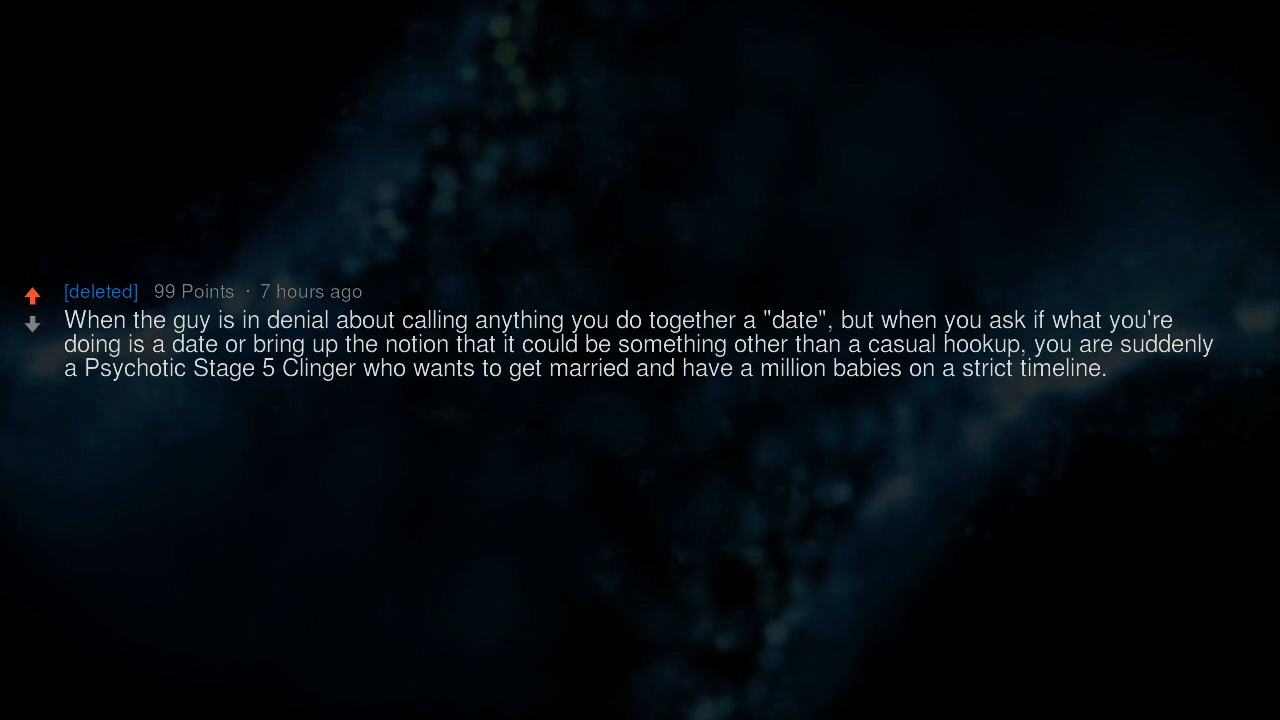 [deleted] 99 Points · 7 hours ago
When the guy is in denial about calling anything you do together a "date", but when you ask if what you're
doing is a date or bring up the notion that it could be something other than a casual hookup, you are suddenly
a Psychotic Stage 5 Clinger who wants to get married and have a million babies on a strict timeline.